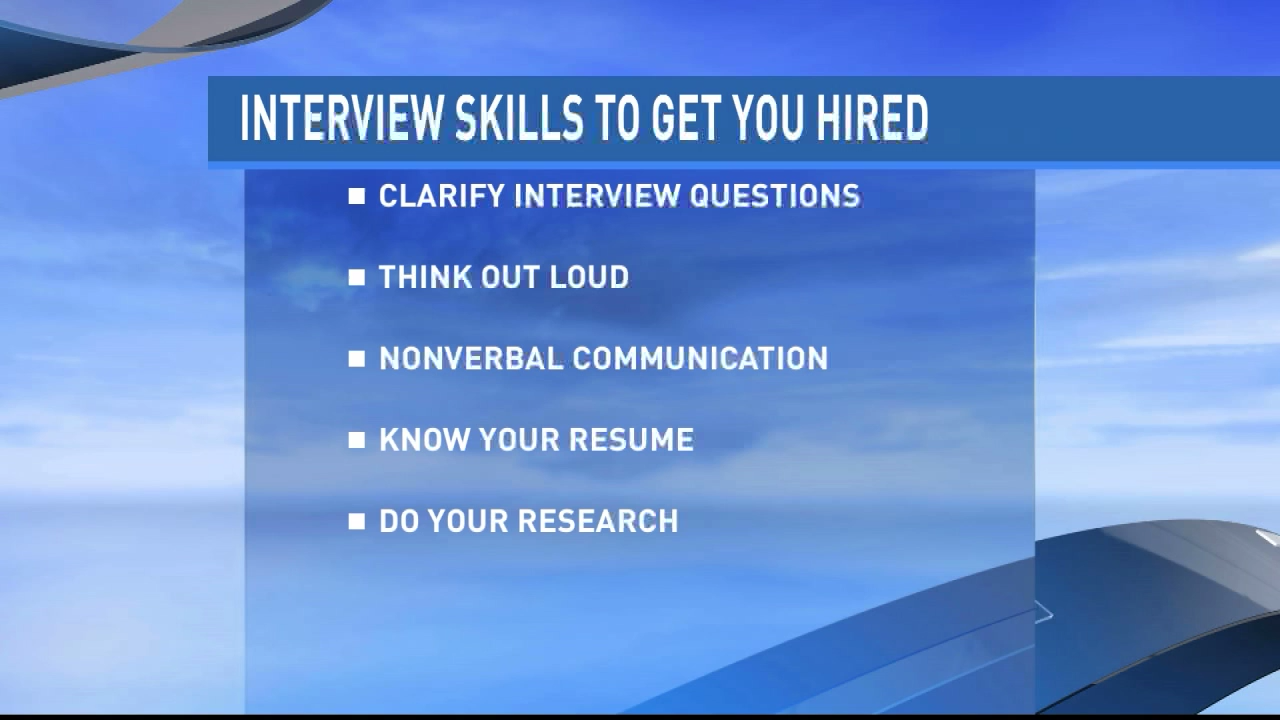 INTERVIEW SKILLS TO GET YOU HIRED
■ CLARIFY INTERVIEW QUESTIONS
■ THINK OUT LOUD
■ NONVERBAL COMMUNICATION
■ KNOW YOUR RESUME
■ DO YOUR RESEARCH